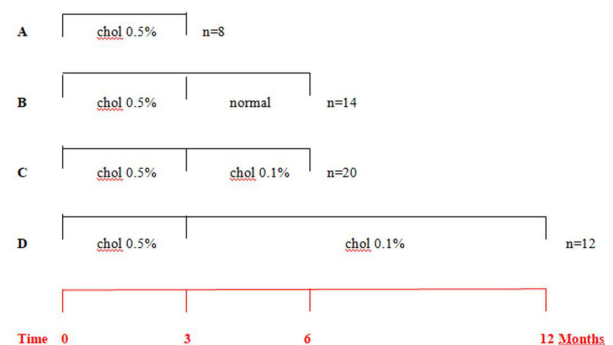 A chol 0.5% n=8
B chol 0.5% normal n=14
C chol 0.5% chol 0.1% n=20
D chol 0.5% chol 0.1% n=12
Time 0 3 6 12 Months